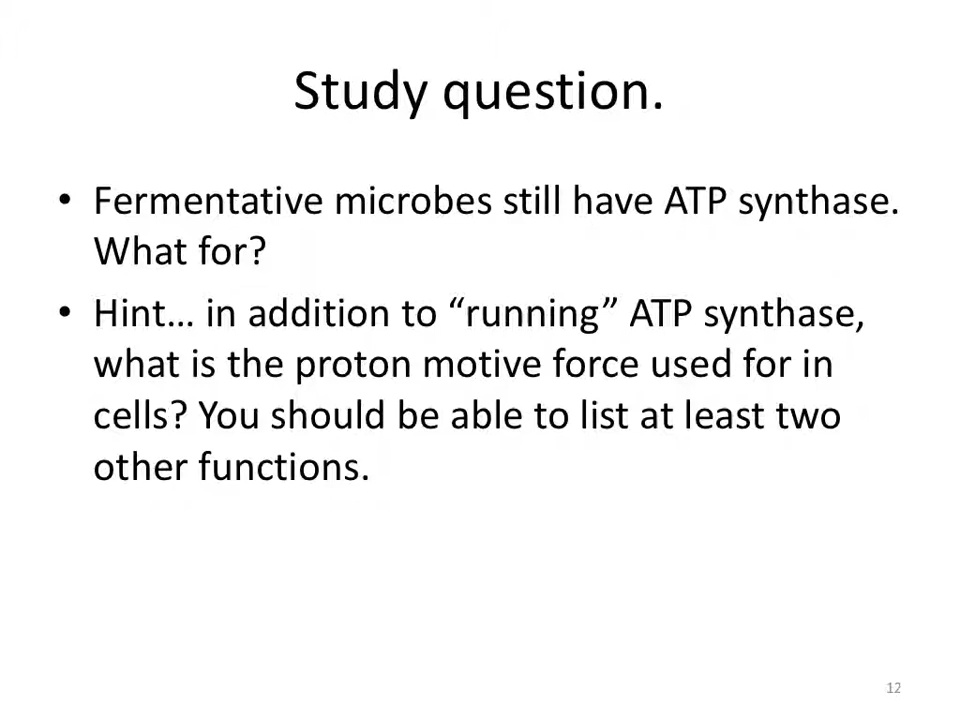 Study question.
• Fermentative microbes still have ATP synthase.
What for?
• Hint… in addition to “running” ATP synthase,
what is the proton motive force used for in
cells? You should be able to list at least two
other functions.
12